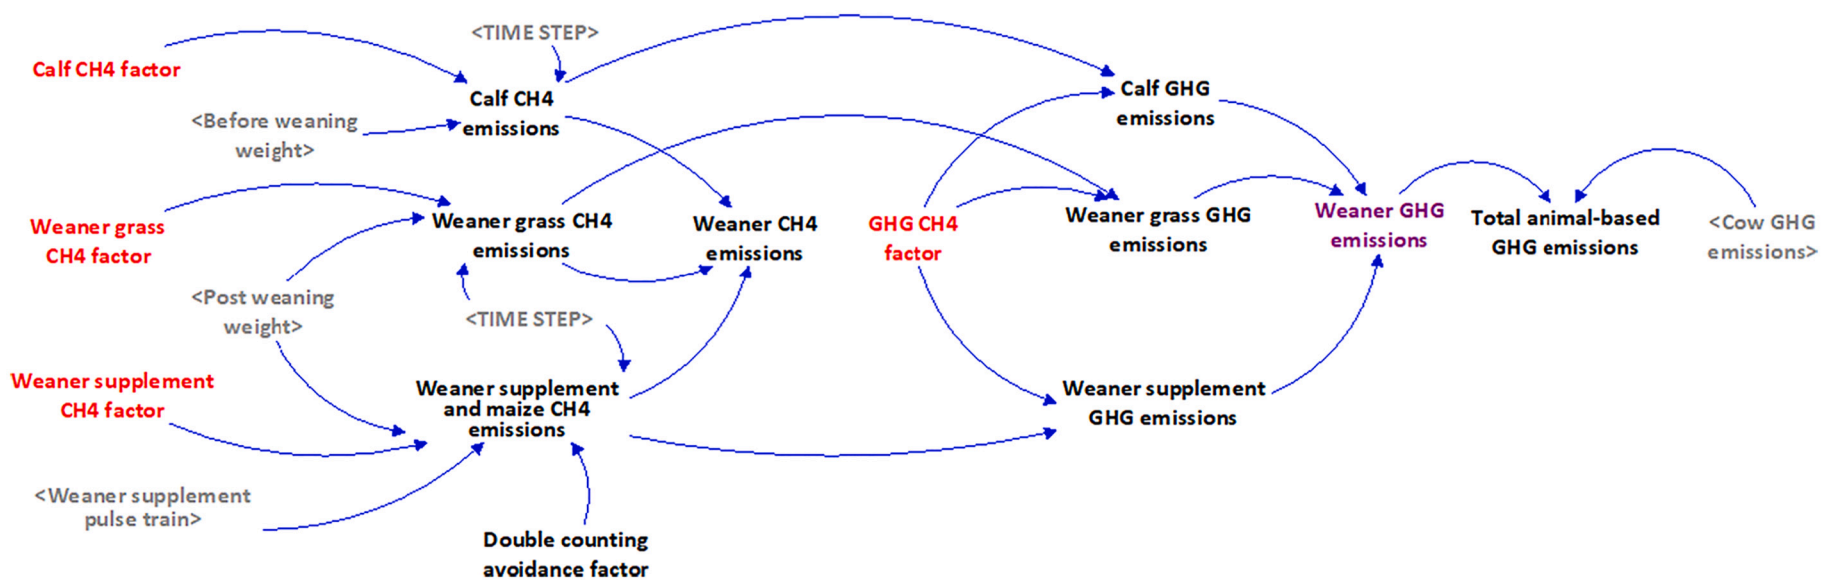 <TIME STEP>
Calf CH4 factor
Calf CH4
emissions
<Before weaning
weight>
Calf GHG
emissions
Weaner grass
CH4 factor
Weaner grass CH4
emissions
Weaner CH4
emissions
GHG CH4
factor
Weaner grass GHG
emissions
Weaner GHG
emissions
Total animal-based
GHG emissions
<Cow GHG
emissions>
<Post weaning
weight>
<TIME STEP>
Weaner supplement
CH4 factor
Weaner supplement
and maize CH4
emissions
Weaner supplement
GHG emissions
<Weaner supplement
pulse train>
Double counting
avoidance factor